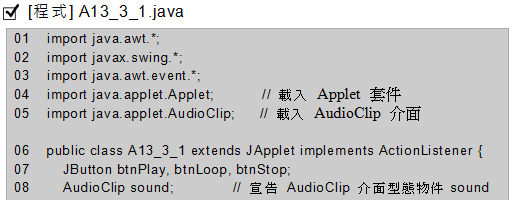 [程式] A13_3_1.java
01 import java.awt.*;
02 import javax.swing.*;
03 import java.awt.event.*;
04 import java.applet.Applet; // 載入 Applet 套件
05 import java.applet.AudioClip; // 載入 AudioClip 介面
06 public class A13_3_1 extends JApplet implements ActionListener {
07 JButton btnPlay, btnLoop, btnStop;
08 AudioClip sound; // 宣告 AudioClip 介面型態物件 sound